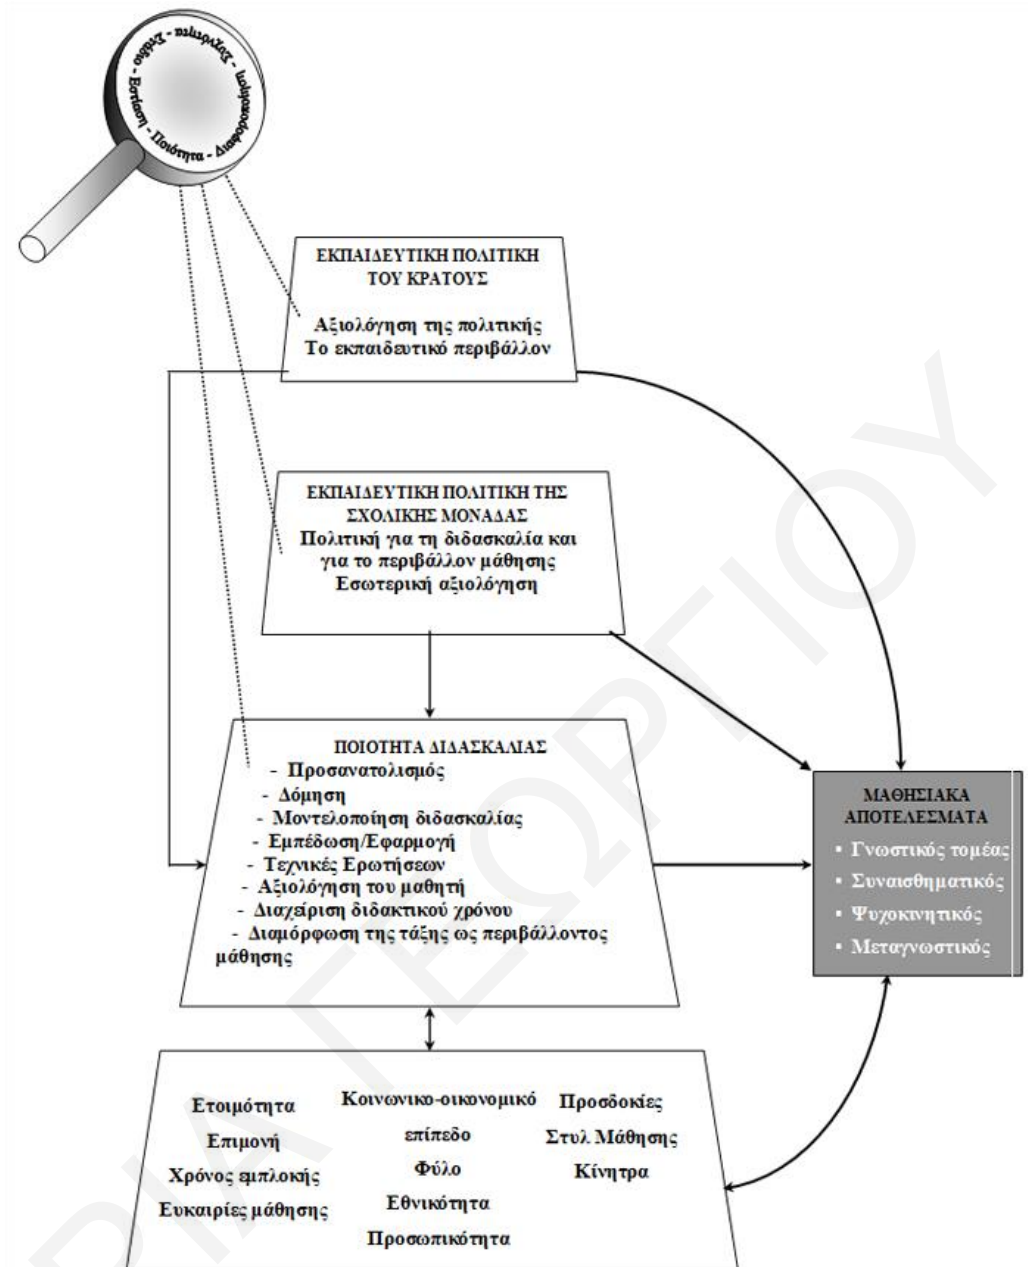 Εστίαση - Στάδιο - Συχνότητα - Διαφοροποίηση - Ποιότητα -
ΕΚΠΑΙΔΕΥΤΙΚΗ ΠΟΛΙΤΙΚΗ
ΤΟΥ ΚΡΑΤΟΥΣ
Αξιολόγηση της πολιτικής
Το εκπαιδευτικό περιβάλλον
ΕΚΠΑΙΔΕΥΤΙΚΗ ΠΟΛΙΤΙΚΗ ΤΗΣ
ΣΧΟΛΙΚΗΣ ΜΟΝΑΔΑΣ
Πολιτική για τη διδασκαλία και
για το περιβάλλον μάθησης
Εσωτερική αξιολόγηση
ΠΟΙΟΤΗΤΑ ΔΙΔΑΣΚΑΛΙΑΣ
- Προσανατολισμός
- Δόμηση
- Μοντελοποίηση διδασκαλίας
- Εμπέδωση/Εφαρμογή
- Τεχνικές Ερωτήσεων
- Αξιολόγηση του μαθητή
- Διαχείριση διδακτικού χρόνου
- Διαμόρφωση της τάξης ως περιβάλλοντος
μάθησης
ΜΑΘΗΣΙΑΚΑ
ΑΠΟΤΕΛΕΣΜΑΤΑ
▪ Γνωστικός τομέας
▪ Συναισθηματικός
▪ Ψυχοκινητικός
▪ Μεταγνωστικός
Ετοιμότητα
Επιμονή
Χρόνος εμπλοκής
Ευκαιρίες μάθησης
Κοινωνικο-οικονομικό
επίπεδο
Φύλο
Εθνικότητα
Προσωπικότητα
Προσδοκίες
Στυλ Μάθησης
Κίνητρα
ΡΙΑ ΓΕΩΡΓΙΟΥ